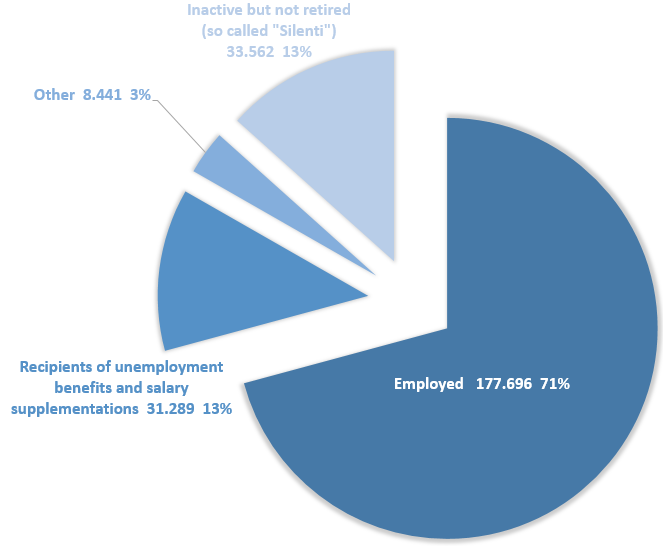 Inactive but not retired
(so called "Silenti")
33.562 13%
Other 8.441 3%
Recipients of unemployment
benefits and salary
supplementations 31.289 13%
Employed 177.696 71%